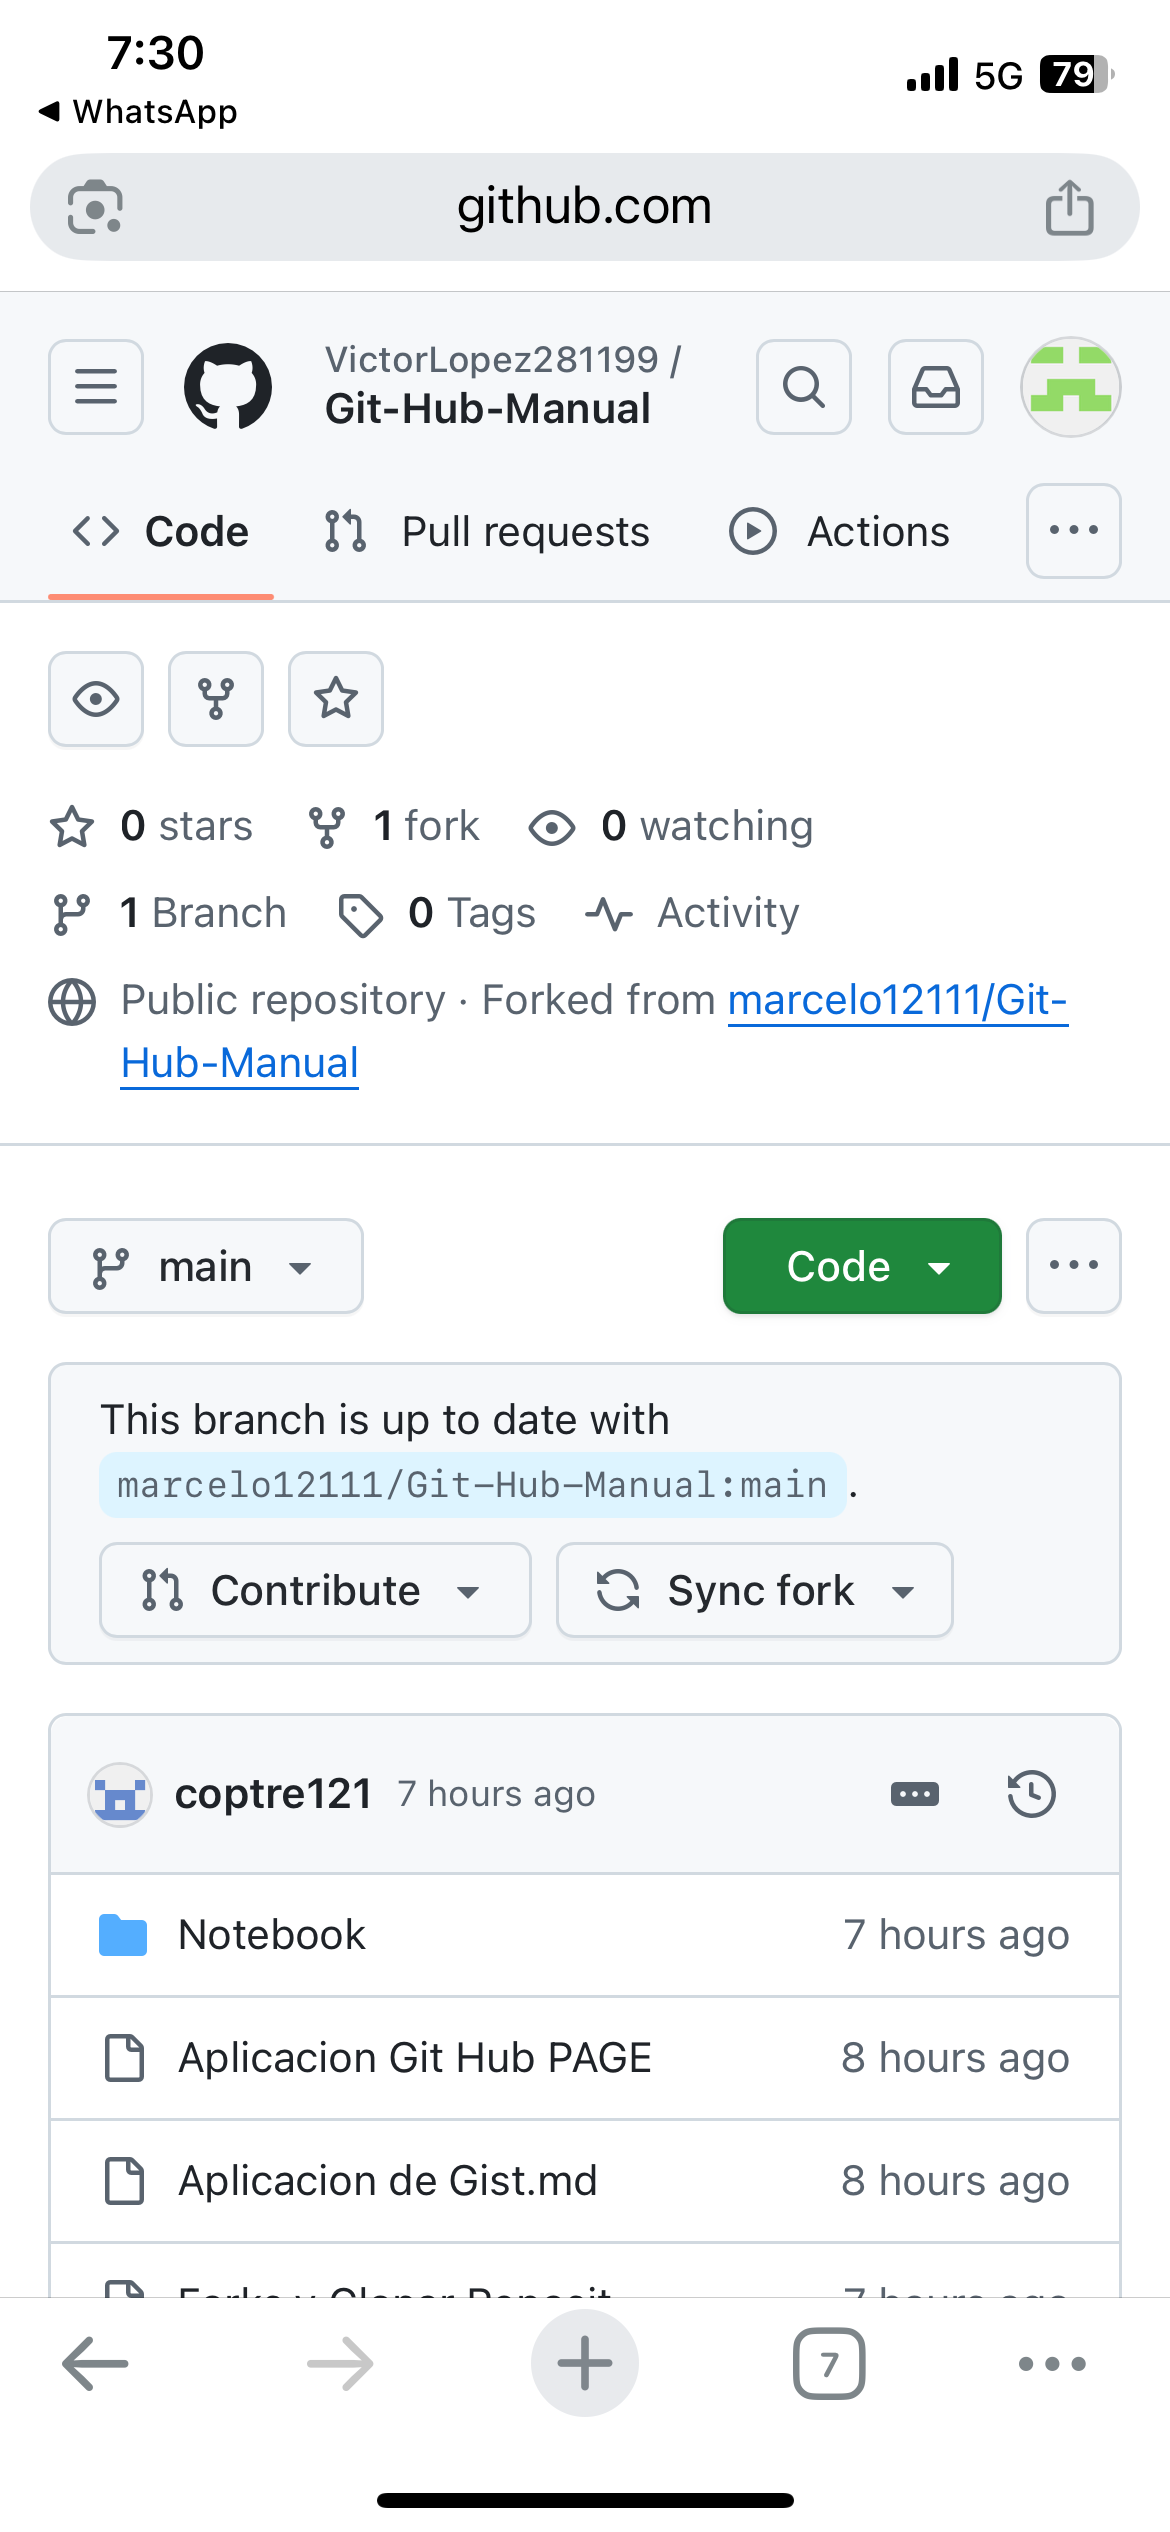 7:30
5G 79
WhatsApp
github.com
VictorLopez281199 /
Git-Hub-Manual
Code Pull requests Actions
0 stars 1 fork 0 watching
1 Branch 0 Tags Activity
Public repository · Forked from marcelo12111/Git-
Hub-Manual
main Code
This branch is up to date with
marcelo12111/Git-Hub-Manual:main .
Contribute Sync fork
coptre121 7 hours ago
Notebook 7 hours ago
Aplicacion Git Hub PAGE 8 hours ago
Aplicacion de Gist.md 8 hours ago
7